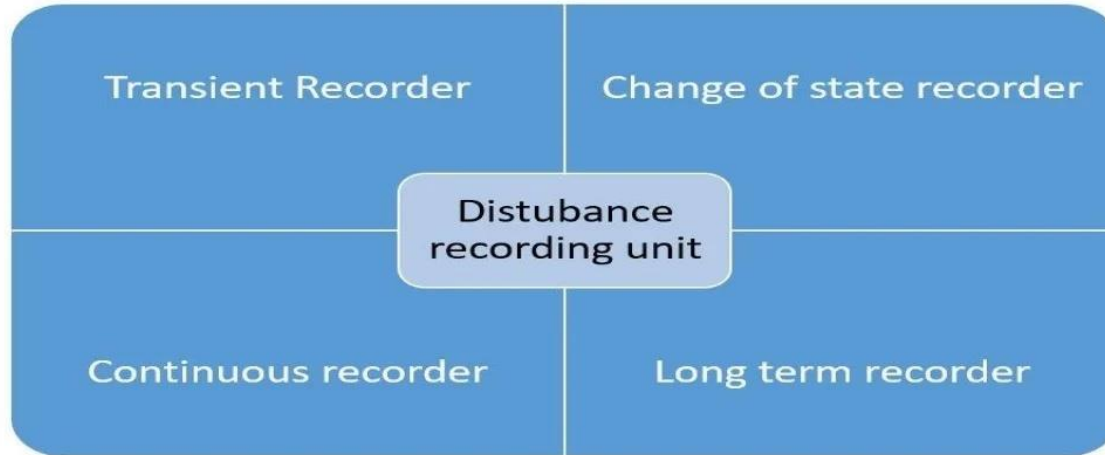 Transient Recorder
Change of state recorder
Distubance
recording unit
Continuous recorder
Long term recorder